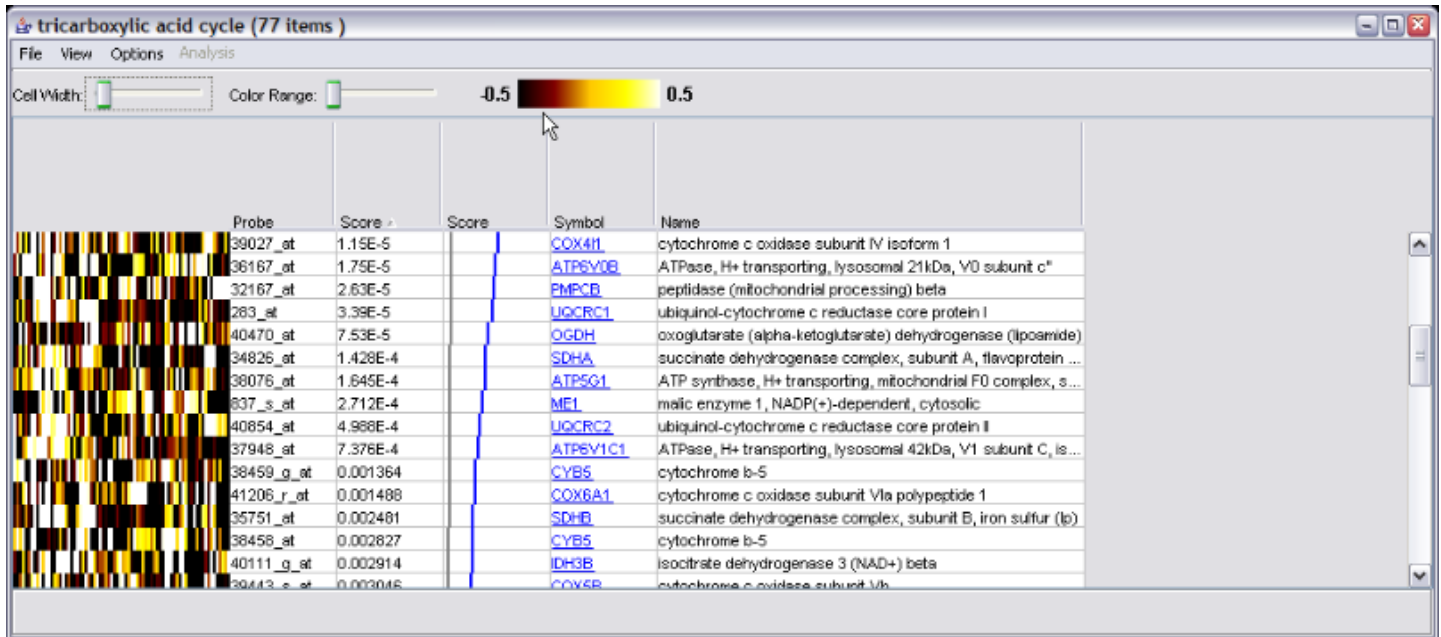 tricarboxylic acid cycle (77 items )
File View Options Analysis
Cell Width: Color Range: -0.5 0.5
Probe Score Score Symbol Name
39027_at 1.15E-5 COX4I1 cytochrome c oxidase subunit IV isoform 1
36167_at 1.75E-5 ATP6V0B ATPase, H+ transporting, lysosomal 21kDa, V0 subunit c"
32167_at 2.63E-5 PMPCB peptidase (mitochondrial processing) beta
283_at 3.39E-5 UQCRC1 ubiquinol-cytochrome c reductase core protein I
40470_at 7.53E-5 OGDH oxoglutarate (alpha-ketoglutarate) dehydrogenase (lipoamide)
34826_at 1.428E-4 SDHA succinate dehydrogenase complex, subunit A, flavoprotein ...
38076_at 1.645E-4 ATP5G1 ATP synthase, H+ transporting, mitochondrial F0 complex, s...
837_s_at 2.712E-4 ME1 malic enzyme 1, NADP(+)-dependent, cytosolic
40854_at 4.988E-4 UQCRC2 ubiquinol-cytochrome c reductase core protein II
37948_at 7.376E-4 ATP6V1C1 ATPase, H+ transporting, lysosomal 42kDa, V1 subunit C, is...
38459_g_at 0.001364 CYB5 cytochrome b-5
41206_r_at 0.001488 COX6A1 cytochrome c oxidase subunit VIa polypeptide 1
35751_at 0.002481 SDHB succinate dehydrogenase complex, subunit B, iron sulfur (Ip)
38458_at 0.002827 CYB5 cytochrome b-5
40111_g_at 0.002914 IDH3B isocitrate dehydrogenase 3 (NAD+) beta
39443_s_at 0.003046 COX5B cytochrome c oxidase subunit Vb